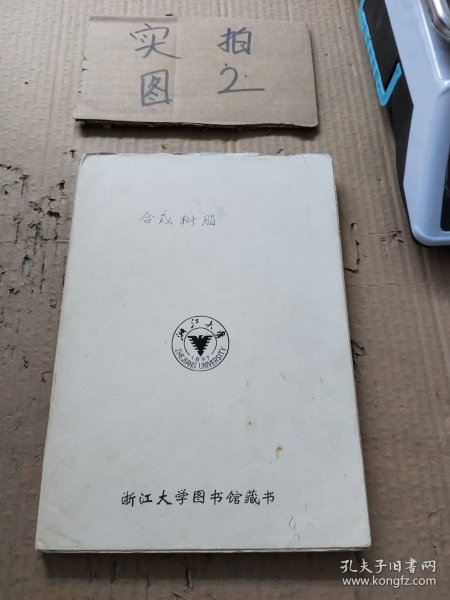 实拍
图2
合成树脂
浙江大学
1897
ZHEJIANG UNIVERSITY
浙江大学图书馆藏书
孔夫子旧书网
www.kongfz.com